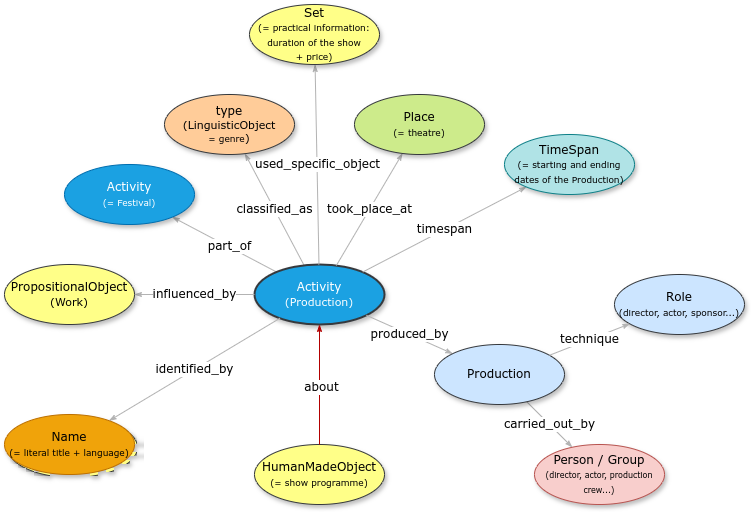 Set
(= practical information:
duration of the show
+ price)
type
(LinguisticObject
= genre)
Place
(= theatre)
TimeSpan
(= starting and ending
dates of the Production)
used_specific_object
Activity
(= Festival)
classified_as
took_place_at
timespan
part_of
PropositionalObject
(Work)
influenced_by
Activity
(Production)
Role
(director, actor, sponsor...)
produced_by
technique
identified_by
Production
about
carried_out_by
Name
(= literal title + language)
HumanMadeObject
(= show programme)
Person / Group
(director, actor, production
crew...)